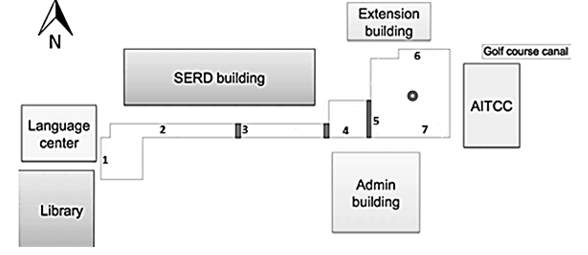 N
Extension
building
Golf course canal
SERD building
6
AITCC
Language
center
2
3
4
5
7
1
Library
Admin
building